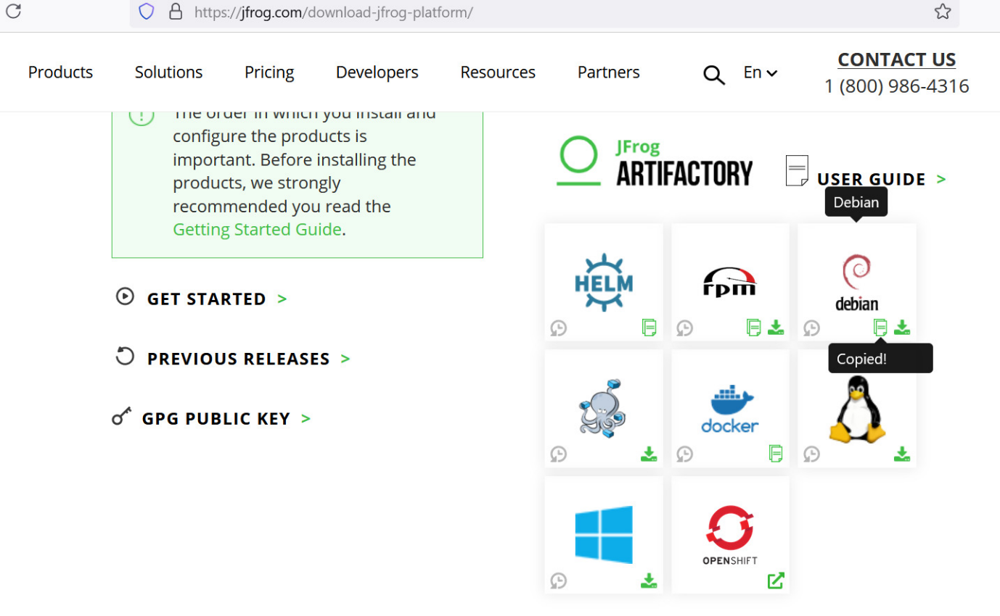 https://jfrog.com/download-jfrog-platform/
Products Solutions Pricing Developers Resources Partners En CONTACT US
1 (800) 986-4316
The order in which you install and
configure the products is
important. Before installing the
products, we strongly
recommended you read the
Getting Started Guide.
GET STARTED >
PREVIOUS RELEASES >
GPG PUBLIC KEY >
JFrog
ARTIFACTORY
USER GUIDE >
Debian
HELM
rpm
debian
Copied!
docker
OPENSHIFT